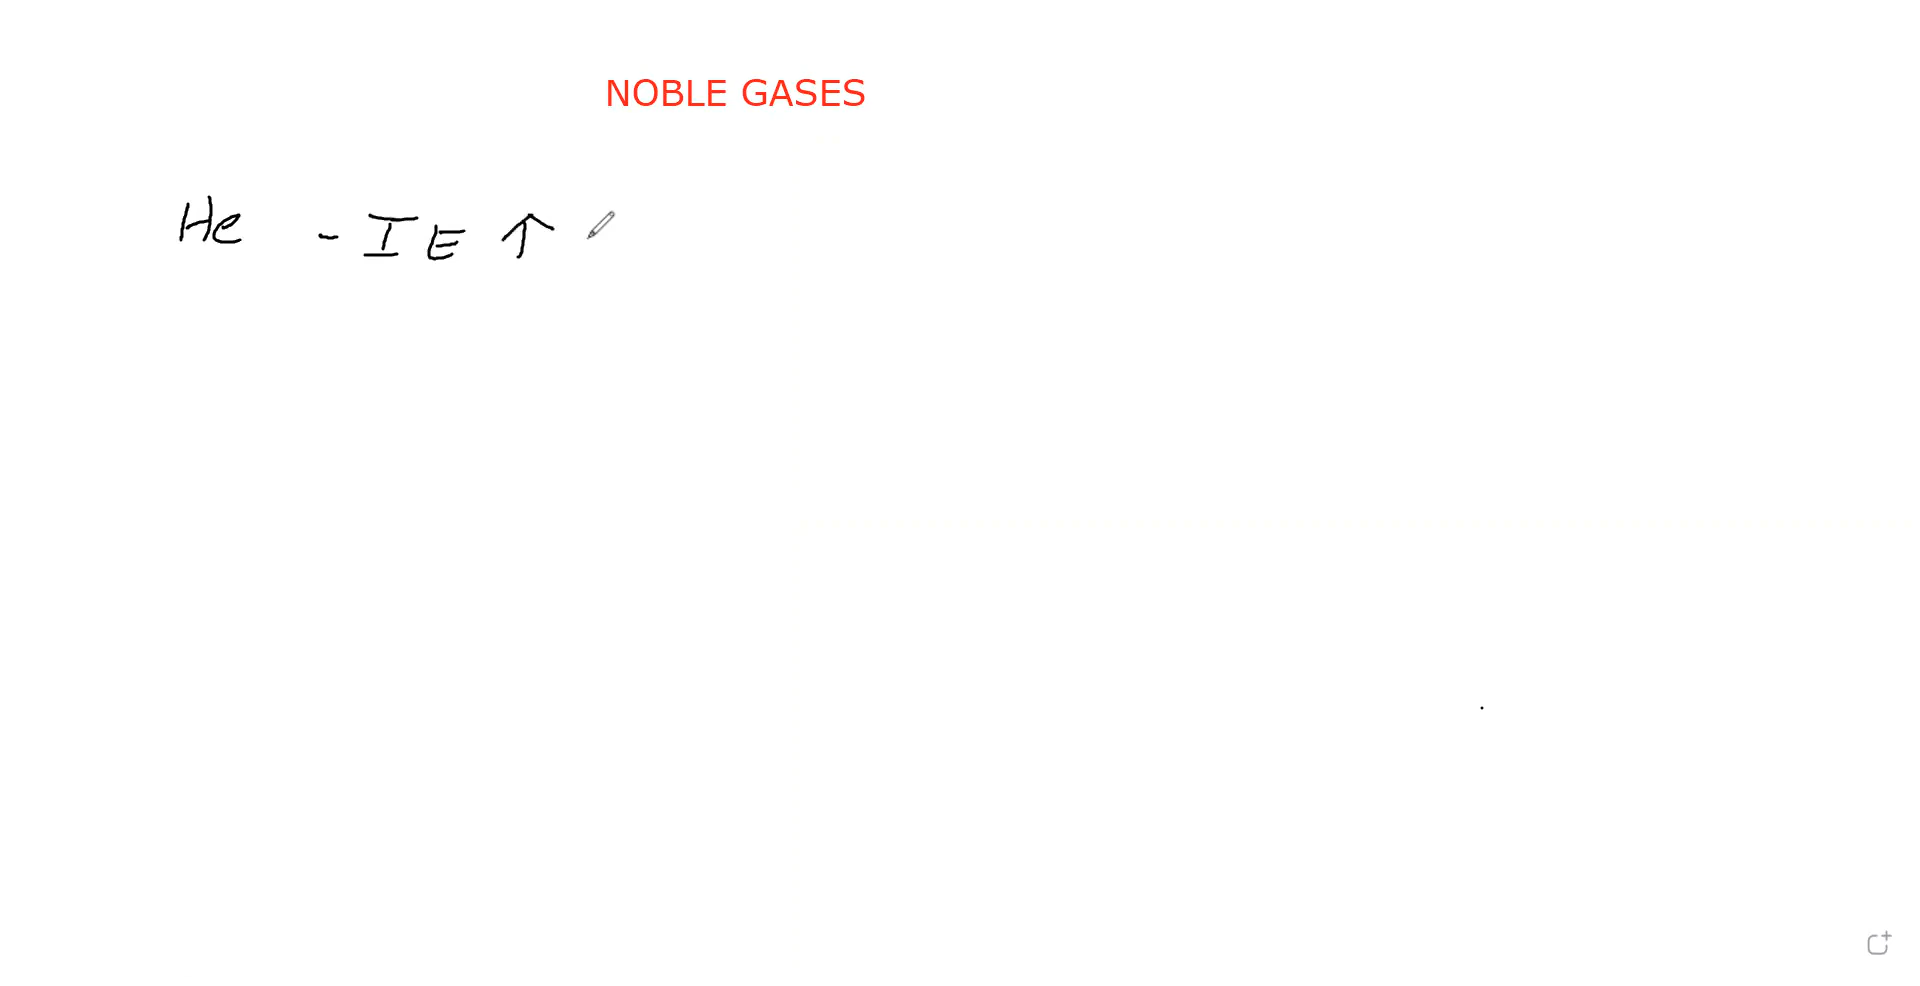 NOBLE GASES
He - IE ↑